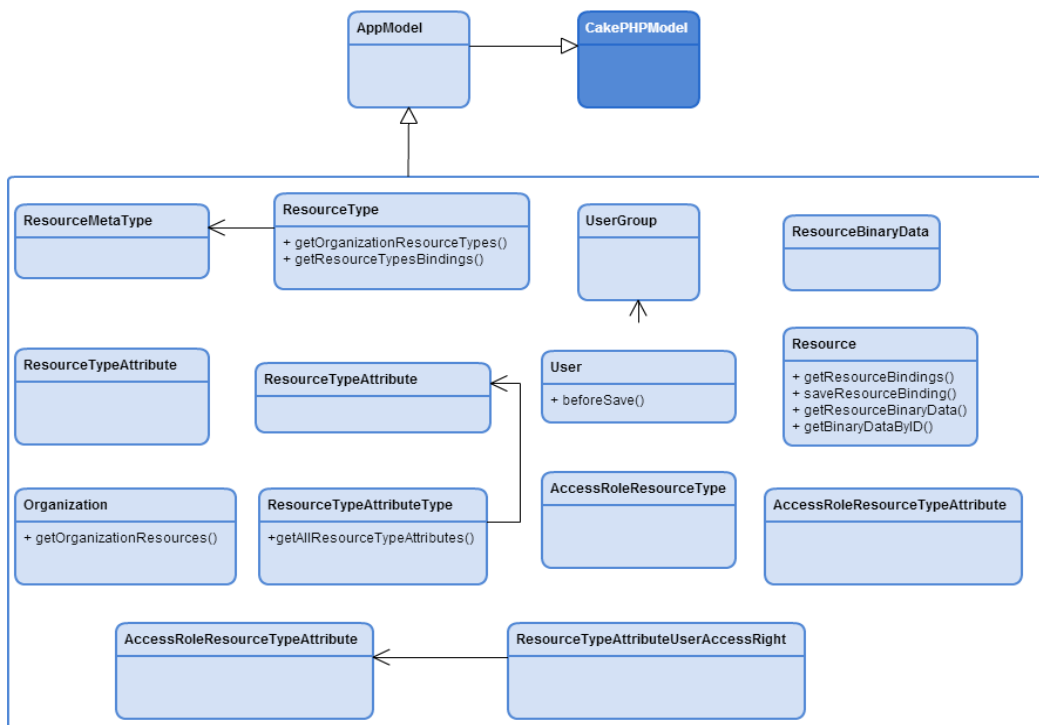 AppModel
CakePHPModel
ResourceMetaType
ResourceType
+ getOrganizationResourceTypes()
+ getResourceTypesBindings()
UserGroup
ResourceBinaryData
ResourceTypeAttribute
ResourceTypeAttribute
User
+ beforeSave()
Resource
+ getResourceBindings()
+ saveResourceBinding()
+ getResourceBinaryData()
+ getBinaryDataByID()
Organization
+ getOrganizationResources()
ResourceTypeAttributeType
+getAllResourceTypeAttributes()
AccessRoleResourceType
AccessRoleResourceTypeAttribute
AccessRoleResourceTypeAttribute
ResourceTypeAttributeUserAccessRight